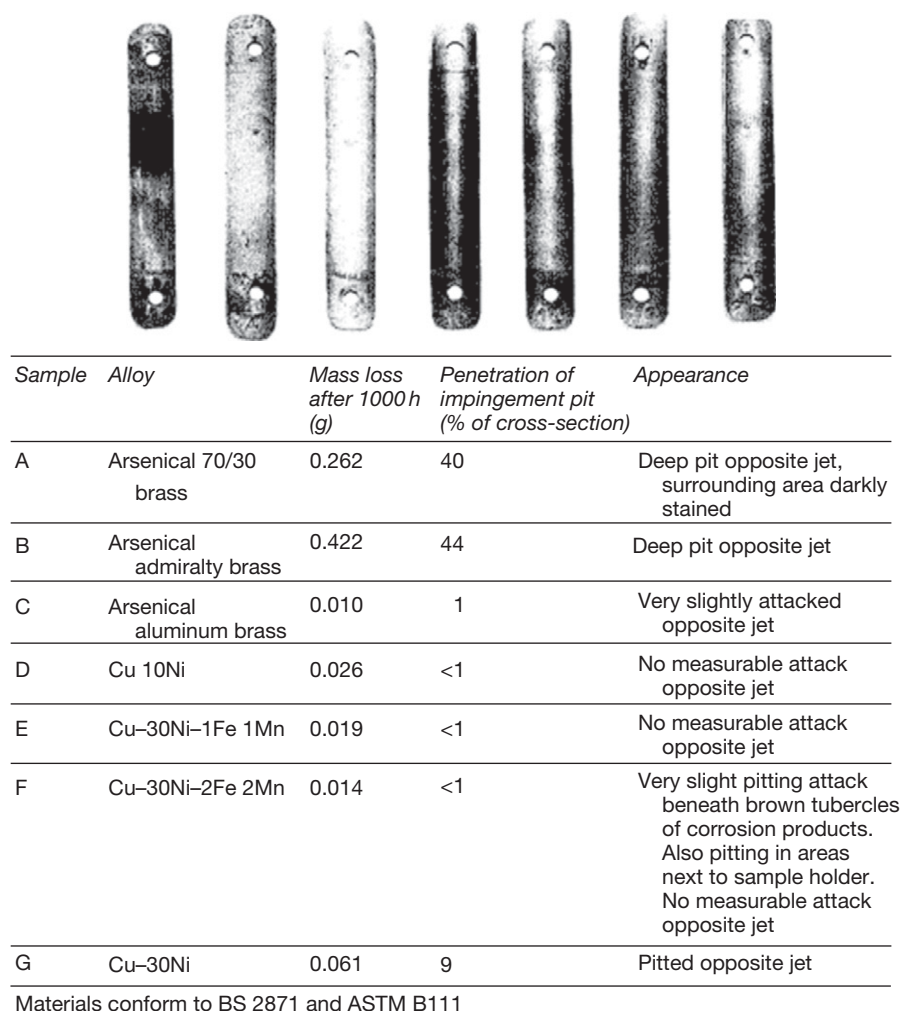 Sample Alloy Mass loss Penetration of Appearance
after 1000 h impingement pit
(g) (% of cross-section)
A Arsenical 70/30 0.262 40 Deep pit opposite jet,
brass surrounding area darkly
stained
B Arsenical 0.422 44 Deep pit opposite jet
admiralty brass
C Arsenical 0.010 1 Very slightly attacked
aluminum brass opposite jet
D Cu 10Ni 0.026 <1 No measurable attack
opposite jet
E Cu–30Ni–1Fe 1Mn 0.019 <1 No measurable attack
opposite jet
F Cu–30Ni–2Fe 2Mn 0.014 <1 Very slight pitting attack
beneath brown tubercles
of corrosion products.
Also pitting in areas
next to sample holder.
No measurable attack
opposite jet
G Cu–30Ni 0.061 9 Pitted opposite jet
Materials conform to BS 2871 and ASTM B111